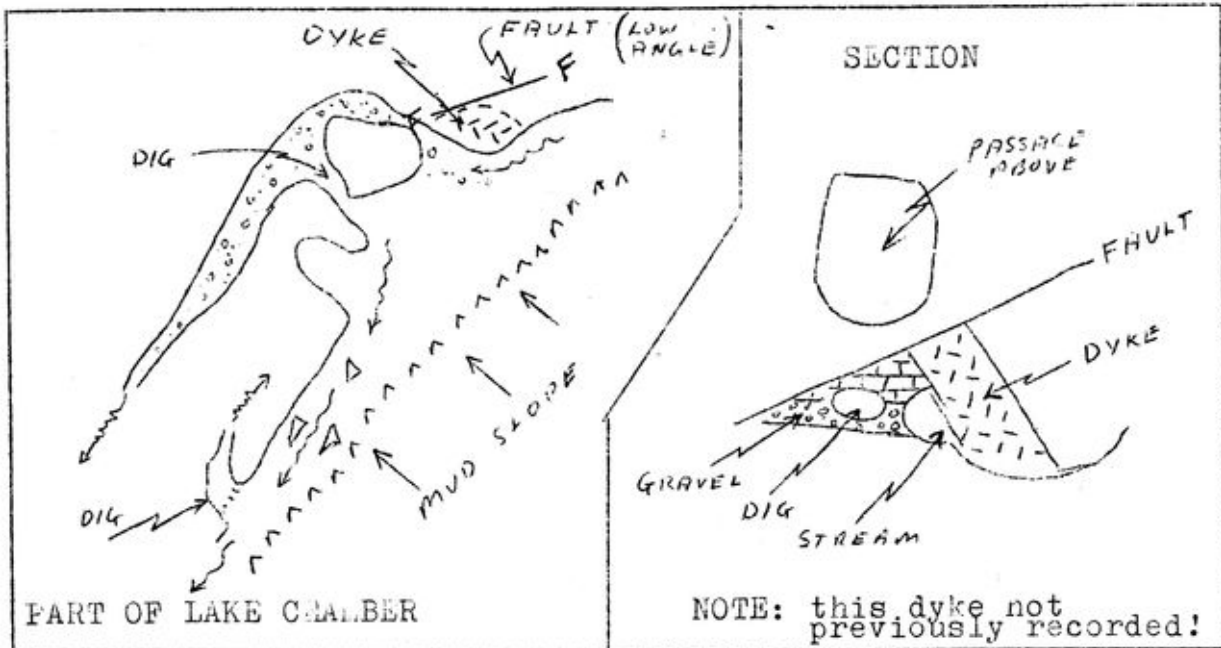 DYKE
FAULT (LOW
ANGLE)
F
DIG
DIG
MUD SLOPE
PART OF LAKE CHAMBER
SECTION
PASSAGE
ABOVE
FAULT
DYKE
GRAVEL
DIG
STREAM
NOTE: this dyke not
previously recorded!